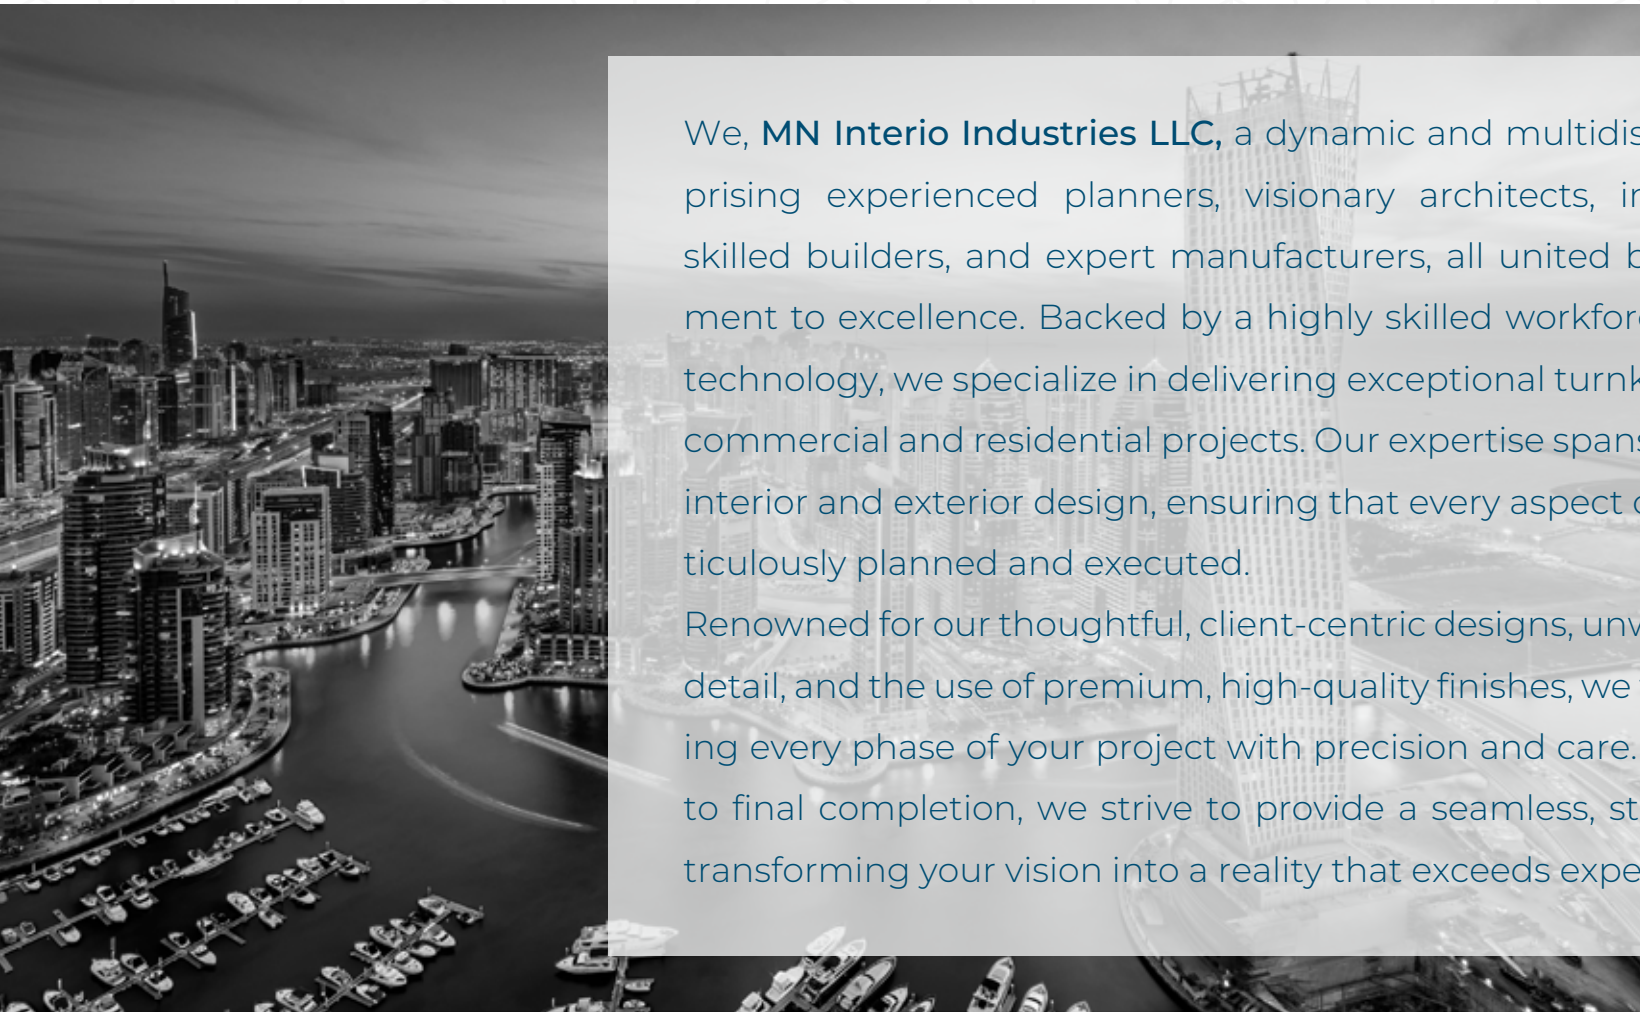 We, MN Interio Industries LLC, a dynamic and multidis
prising experienced planners, visionary architects, in
skilled builders, and expert manufacturers, all united b
ment to excellence. Backed by a highly skilled workforc
technology, we specialize in delivering exceptional turnk
commercial and residential projects. Our expertise spans
interior and exterior design, ensuring that every aspect o
ticulously planned and executed.
Renowned for our thoughtful, client-centric designs, unw
detail, and the use of premium, high-quality finishes, we
ing every phase of your project with precision and care.
to final completion, we strive to provide a seamless, st
transforming your vision into a reality that exceeds expe